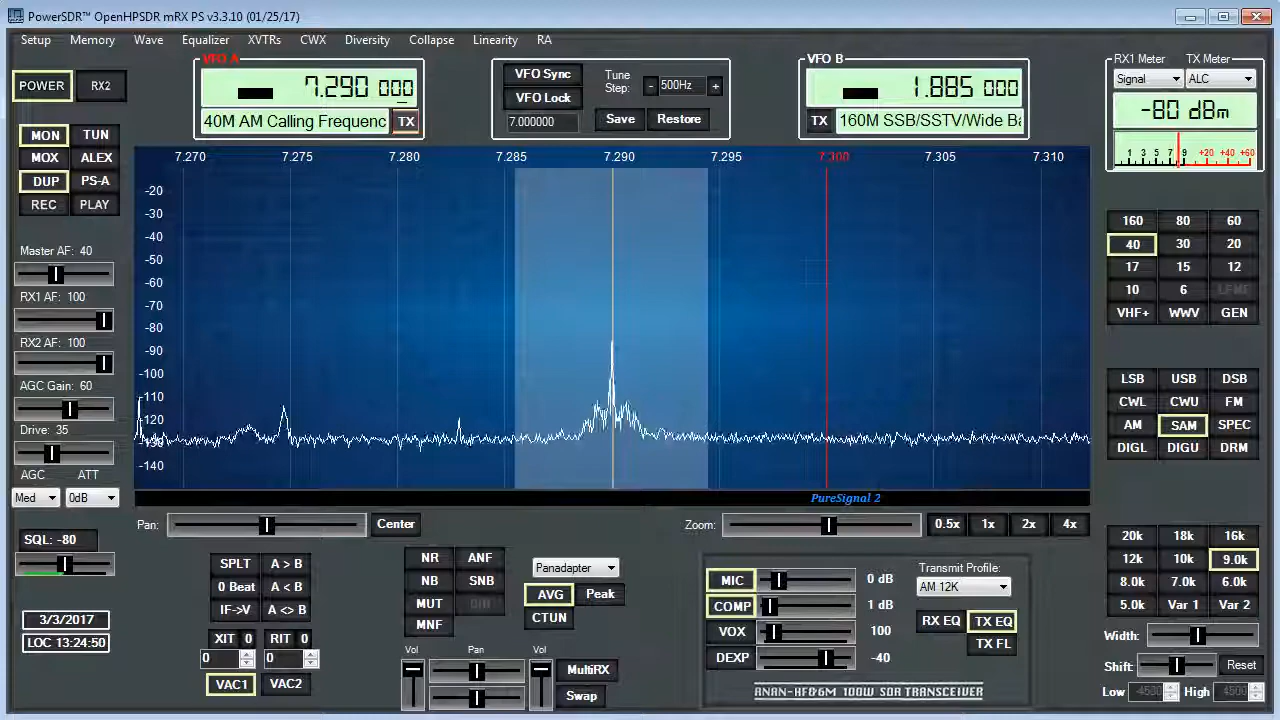 PowerSDR™ OpenHPSDR mRX PS v3.3.10 (01/25/17)
Setup Memory Wave Equalizer XVTRs CWX Diversity Collapse Linearity RA
POWER RX2
VFO A
7.290 000
40M AM Calling Frequenc TX
VFO Sync
VFO Lock
7.000000
Tune Step: - 500Hz +
Save Restore
VFO B
1.885 000
TX 160M SSB/SSTV/Wide Ba
RX1 Meter TX Meter
Signal ALC
-80 dBm
1 3 5 7 9 +20 +40 +60
MON TUN
MOX ALEX
DUP PS-A
REC PLAY
Master AF: 40
RX1 AF: 100
RX2 AF: 100
AGC Gain: 60
Drive: 35
AGC ATT
Med 0dB
SQL: -80
3/3/2017
LOC 13:24:50
7.270 7.275 7.280 7.285 7.290 7.295 7.300 7.305 7.310
-20
-30
-40
-50
-60
-70
-80
-90
-100
-110
-120
-130
-140
PureSignal 2
Pan: Center Zoom: 0.5x 1x 2x 4x
160 80 60
40 30 20
17 15 12
10 6 LFMF
VHF+ WWV GEN
LSB USB DSB
CWL CWU FM
AM SAM SPEC
DIGL DIGU DRM
20k 18k 16k
12k 10k 9.0k
8.0k 7.0k 6.0k
5.0k Var 1 Var 2
Width:
Shift: Reset
Low -4500 High 4500
SPLT A > B
0 Beat A < B
IF->V A <> B
XIT 0 RIT 0
0 0
VAC1 VAC2
NR ANF
NB SNB
MUT BIN
MNF
Panadapter
AVG Peak
CTUN
Vol Pan Vol
MultiRX
Swap
MIC 0 dB
COMP 1 dB
VOX 100
DEXP -40
Transmit Profile:
AM 12K
RX EQ TX EQ
TX FL
ANAN-HF&6M 100W SDR TRANSCEIVER